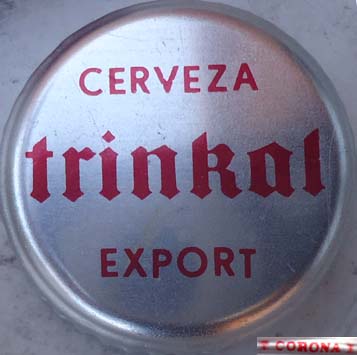 CERVEZA
trinkal
EXPORT
CORONA